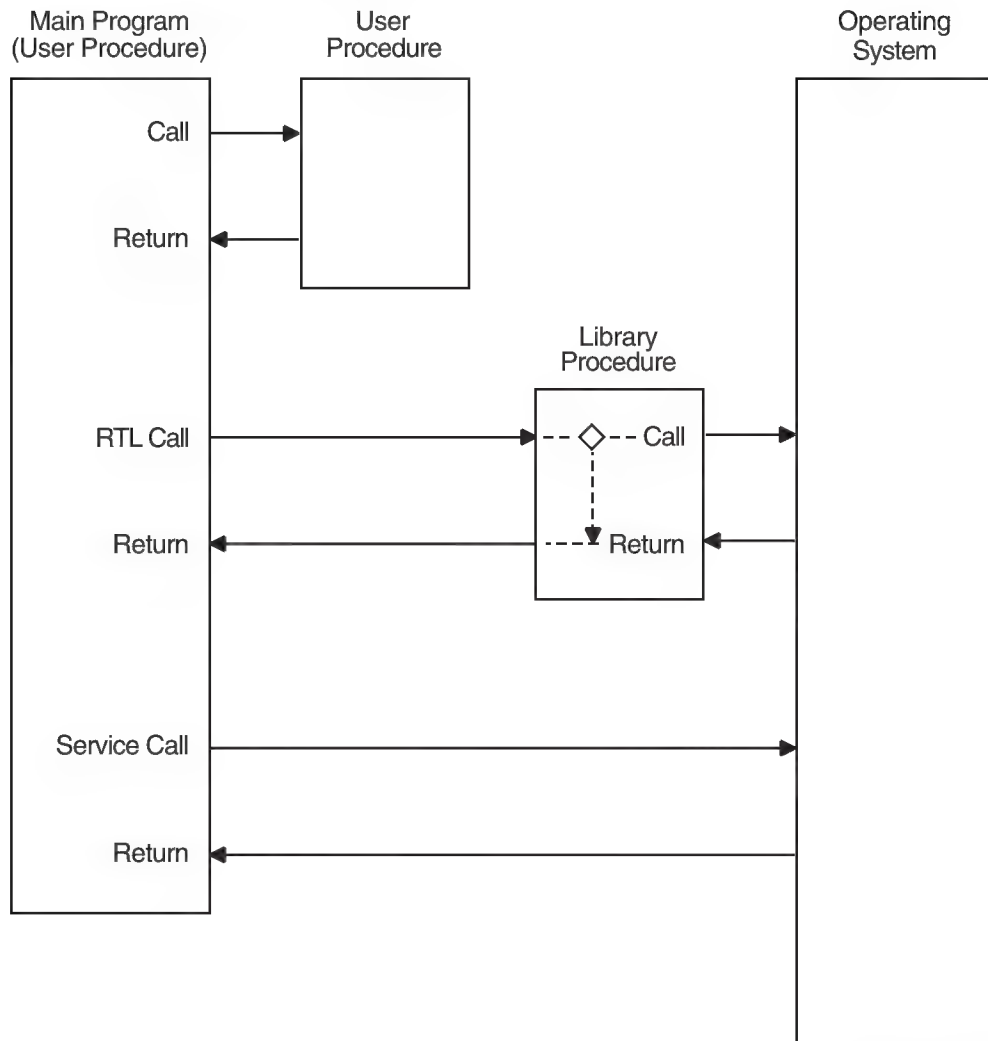 Main Program
(User Procedure)
User
Procedure
Operating
System
Call
Return
Library
Procedure
RTL Call
Call
Return
Return
Service Call
Return